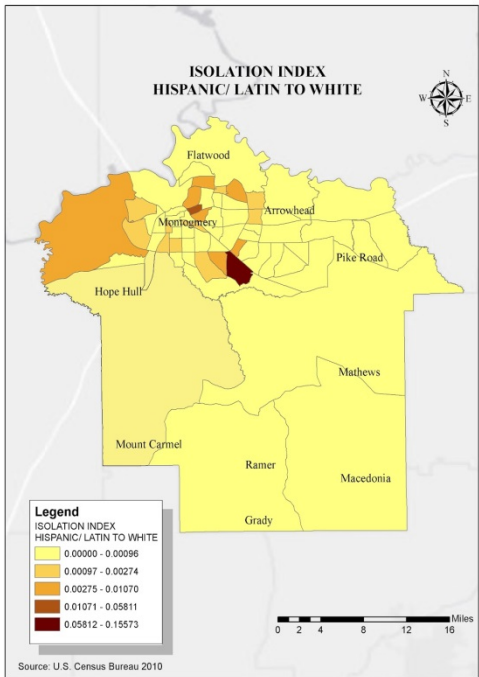 ISOLATION INDEX
HISPANIC/ LATIN TO WHITE
N
W E
S
Flatwood
Arrowhead
Montogmery
Pike Road
Hope Hull
Mathews
Mount Carmel
Ramer
Macedonia
Grady
Legend
ISOLATION INDEX
HISPANIC/ LATIN TO WHITE
0.00000 - 0.00096
0.00097 - 0.00274
0.00275 - 0.01070
0.01071 - 0.05811
0.05812 - 0.15573
Miles
0 2 4 8 12 16
Source: U.S. Census Bureau 2010